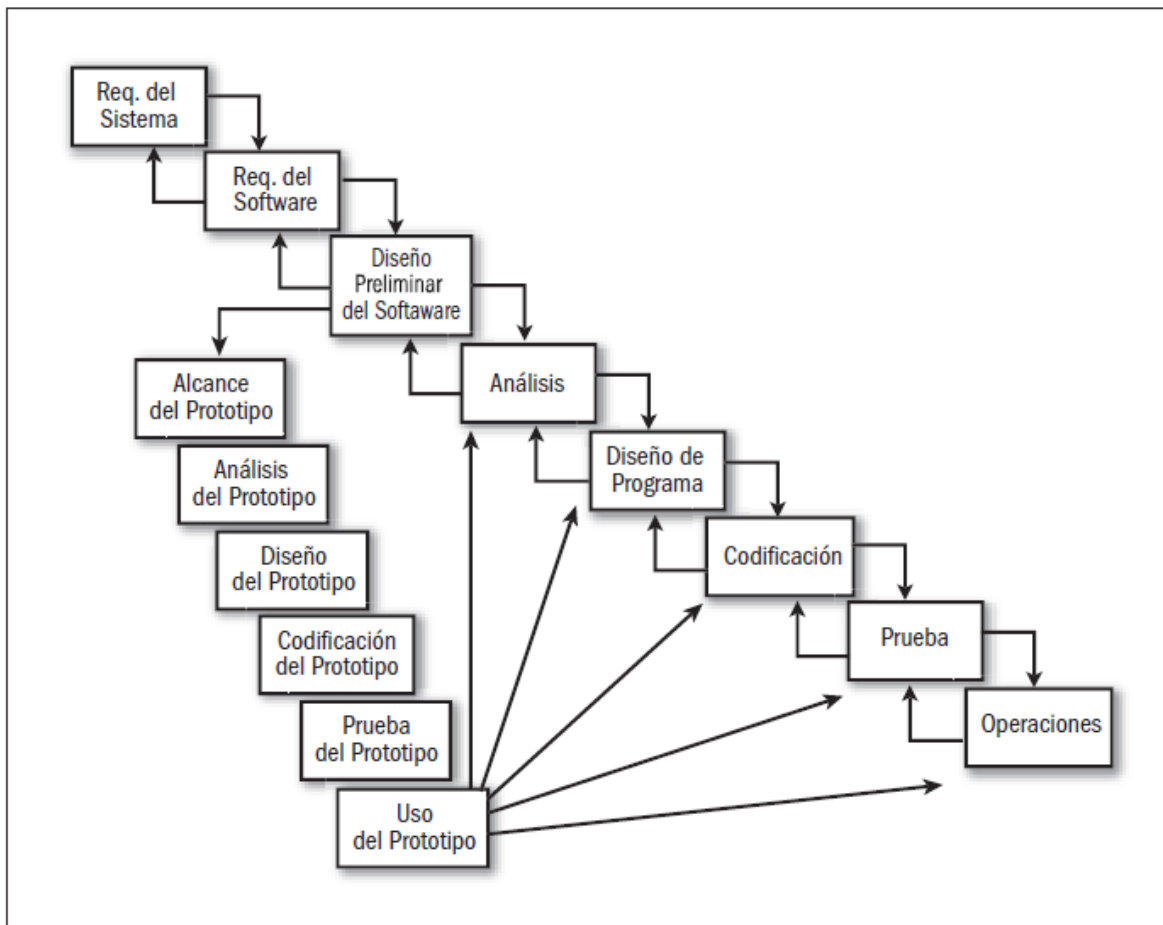 Req. del
Sistema
Req. del
Software
Diseño
Preliminar
del Softaware
Análisis
Diseño de
Programa
Codificación
Prueba
Operaciones
Alcance
del Prototipo
Análisis
del Prototipo
Diseño
del Prototipo
Codificación
del Prototipo
Prueba
del Prototipo
Uso
del Prototipo